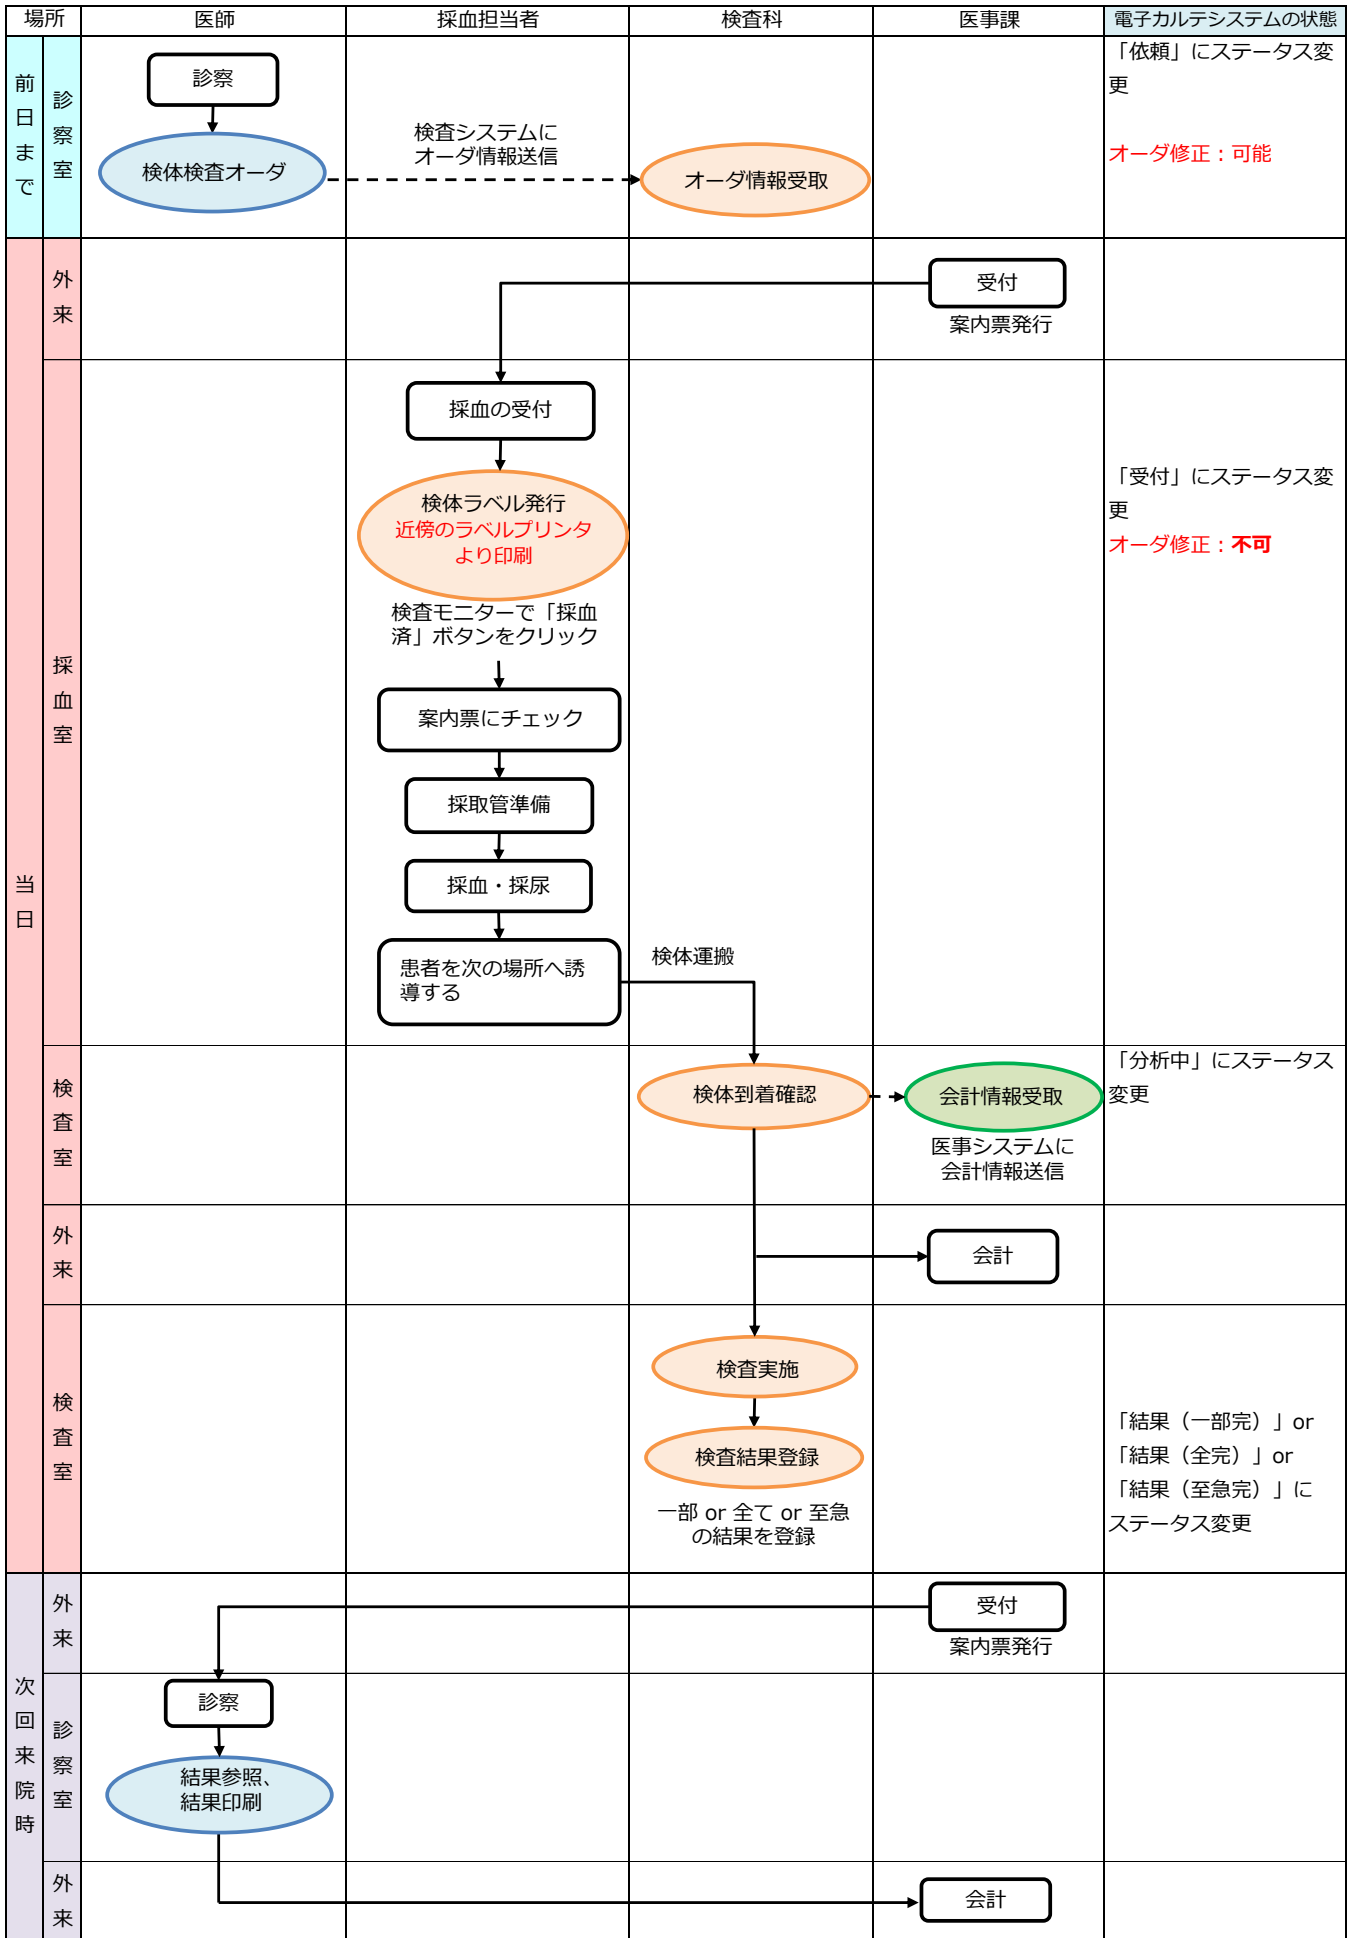 場所
医師
採血担当者
検査科
医事課
電子カルテシステムの状態
前日まで
診察室
診察
検体検査オーダ
検査システムに
オーダ情報送信
オーダ情報受取
「依頼」にステータス変
更
オーダ修正：可能
当日
外来
受付
案内票発行
採血室
採血の受付
検体ラベル発行
近傍のラベルプリンタ
より印刷
検査モニターで「採血
済」ボタンをクリック
案内票にチェック
採取管準備
採血・採尿
患者を次の場所へ誘
導する
検体運搬
「受付」にステータス変
更
オーダ修正：不可
検査室
検体到着確認
会計情報受取
医事システムに
会計情報送信
「分析中」にステータス
変更
外来
会計
検査室
検査実施
検査結果登録
一部 or 全て or 至急
の結果を登録
「結果（一部完）」or
「結果（全完）」or
「結果（至急完）」に
ステータス変更
次回来院時
外来
受付
案内票発行
診察室
診察
結果参照、
結果印刷
外来
会計